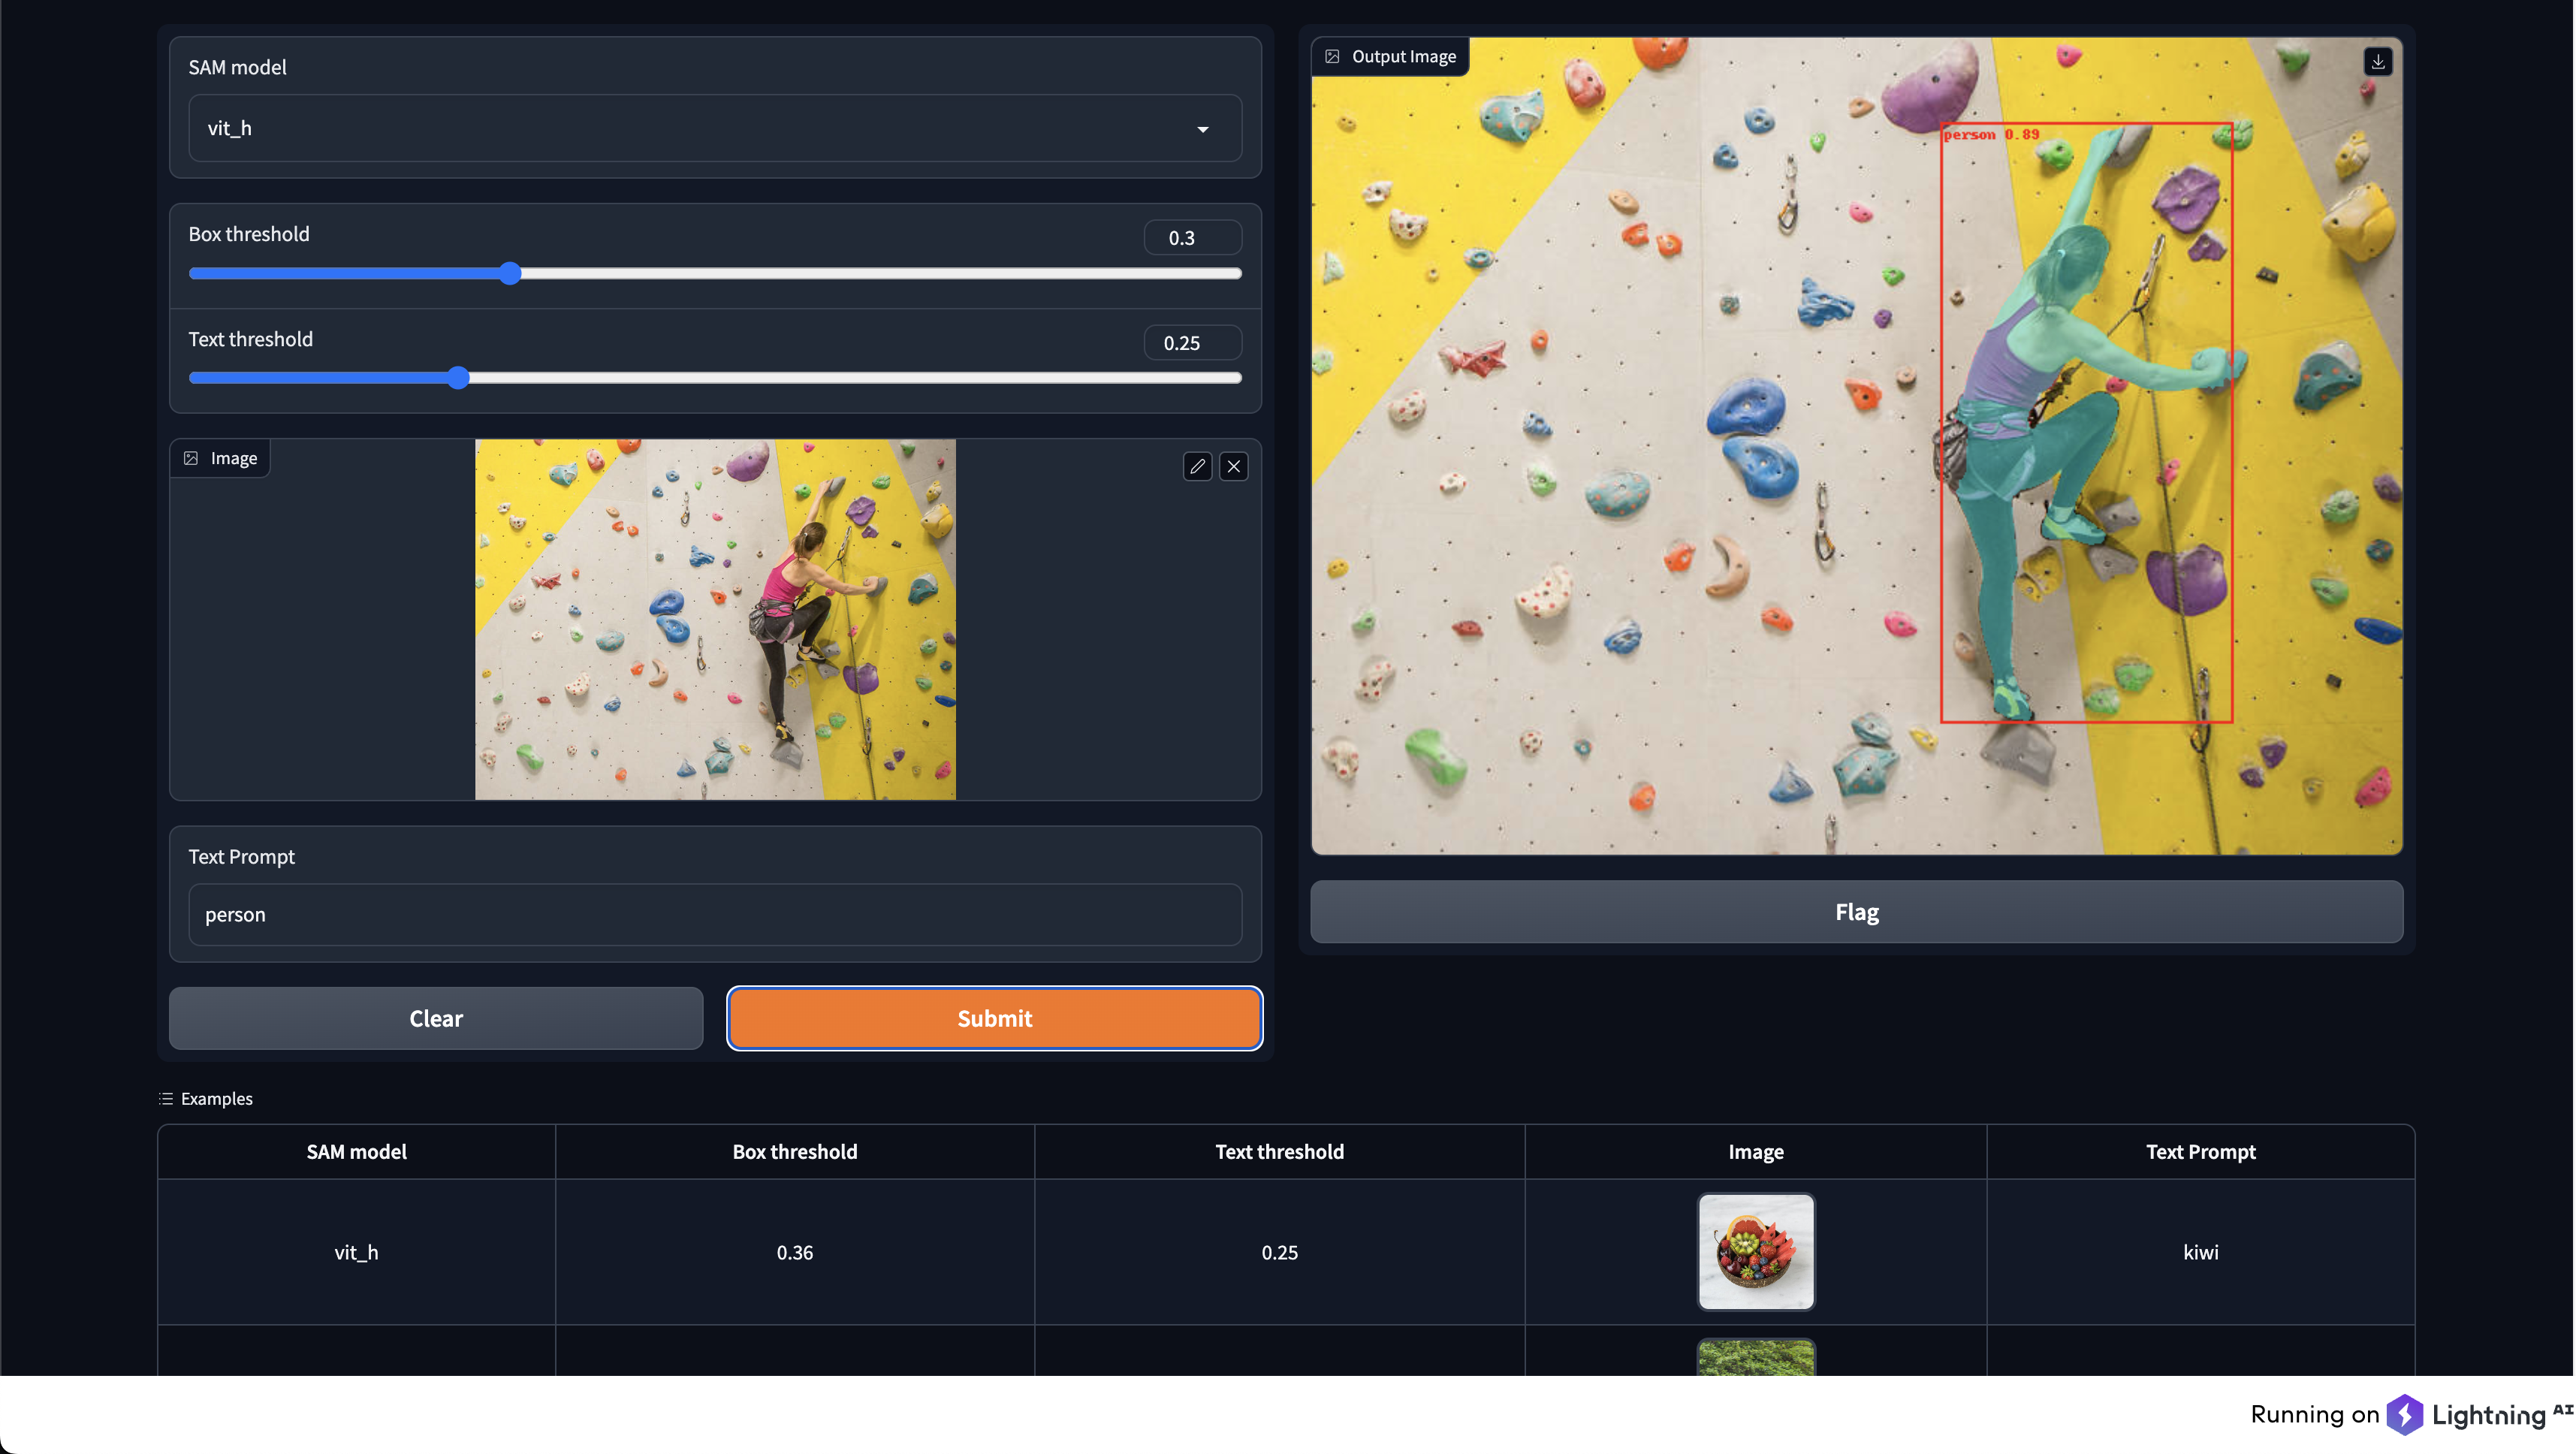 SAM model
vit_h
Box threshold
0.3
Text threshold
0.25
Image
Text Prompt
person
Clear
Submit
Output Image
person 0.89
Flag
Examples
SAM model Box threshold Text threshold Image Text Prompt
vit_h 0.36 0.25 kiwi
Running on Lightning AI